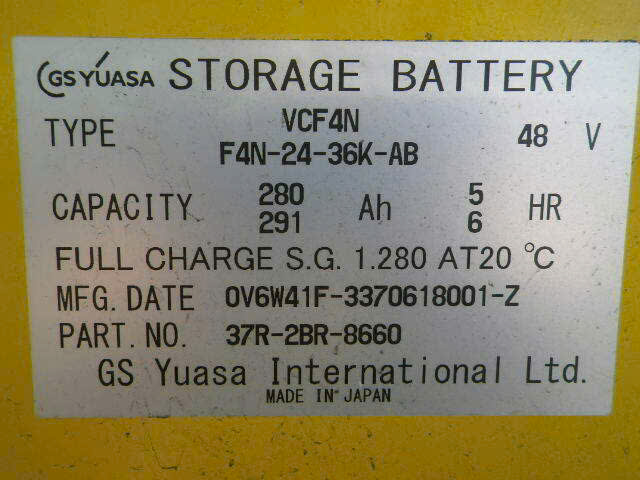 GS YUASA STORAGE BATTERY
TYPE VCF4N 48 V
F4N-24-36K-AB
CAPACITY 280 Ah 5 HR
291 6
FULL CHARGE S.G. 1.280 AT 20 °C
MFG. DATE 0V6W41F-3370618001-Z
PART. NO. 37R-2BR-8660
GS Yuasa International Ltd.
MADE IN JAPAN